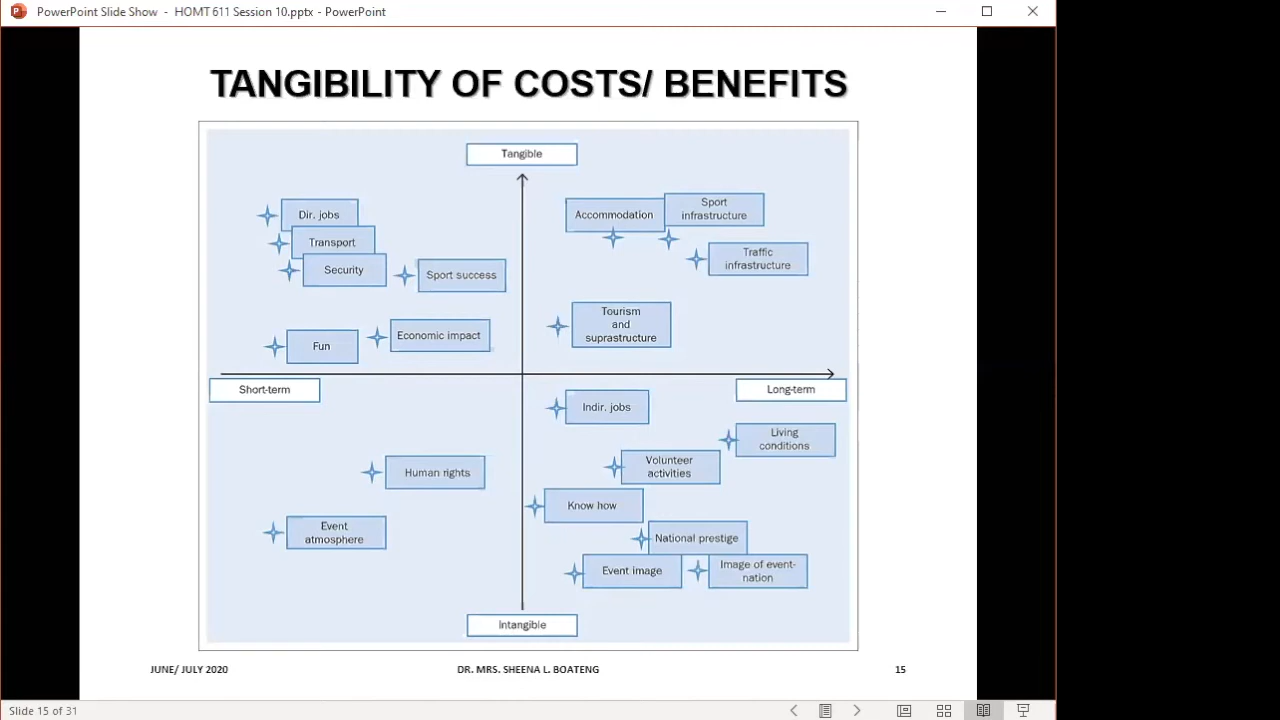 PowerPoint Slide Show - HOMT 611 Session 10.pptx - PowerPoint
TANGIBILITY OF COSTS/ BENEFITS
Tangible
Dir. jobs
Transport
Security
Sport success
Fun
Economic impact
Accommodation
Sport
infrastructure
Traffic
infrastructure
Tourism
and
suprastructure
Short-term
Long-term
Indir. jobs
Living
conditions
Human rights
Volunteer
activities
Know how
Event
atmosphere
National prestige
Event image
Image of event-
nation
Intangible
JUNE/ JULY 2020
DR. MRS. SHEENA L. BOATENG
15
Slide 15 of 31